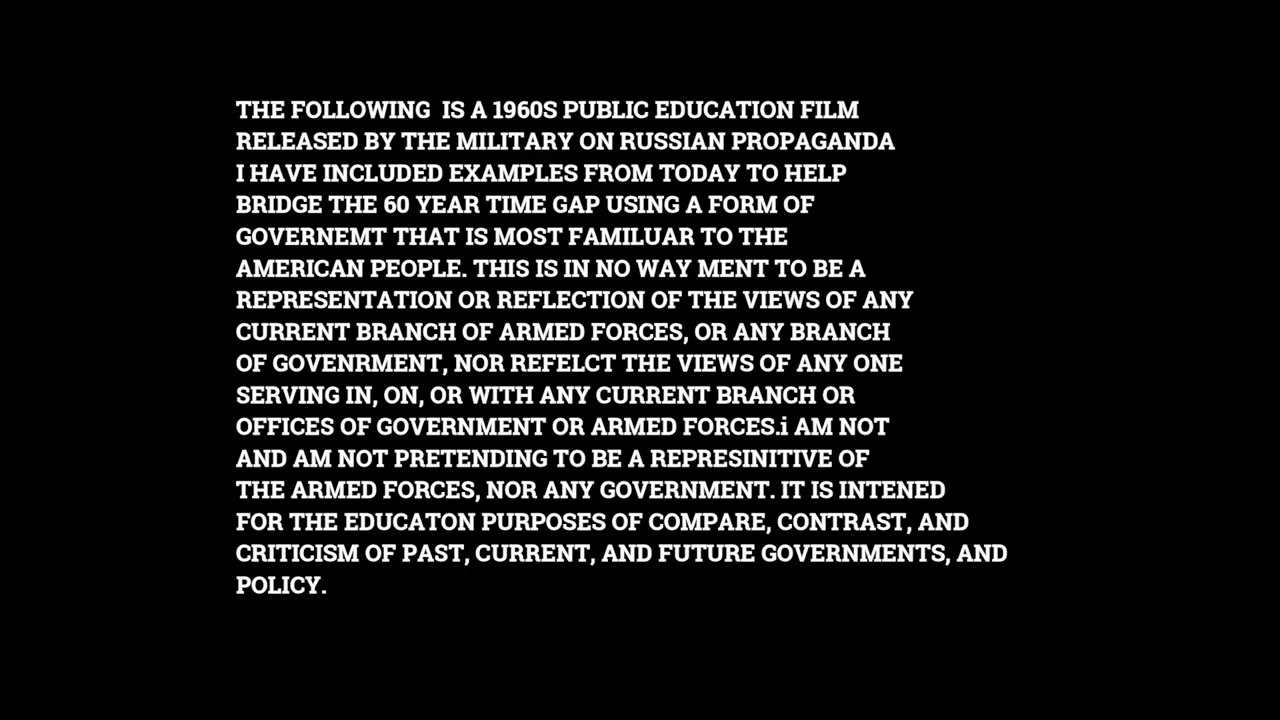 THE FOLLOWING  IS A 1960S PUBLIC EDUCATION FILM
RELEASED BY THE MILITARY ON RUSSIAN PROPAGANDA
I HAVE INCLUDED EXAMPLES FROM TODAY TO HELP
BRIDGE THE 60 YEAR TIME GAP USING A FORM OF
GOVERNEMT THAT IS MOST FAMILUAR TO THE
AMERICAN PEOPLE. THIS IS IN NO WAY MENT TO BE A
REPRESENTATION OR REFLECTION OF THE VIEWS OF ANY
CURRENT BRANCH OF ARMED FORCES, OR ANY BRANCH
OF GOVENRMENT, NOR REFELCT THE VIEWS OF ANY ONE
SERVING IN, ON, OR WITH ANY CURRENT BRANCH OR
OFFICES OF GOVERNMENT OR ARMED FORCES.i AM NOT
AND AM NOT PRETENDING TO BE A REPRESINITIVE OF
THE ARMED FORCES, NOR ANY GOVERNMENT. IT IS INTENED
FOR THE EDUCATON PURPOSES OF COMPARE, CONTRAST, AND
CRITICISM OF PAST, CURRENT, AND FUTURE GOVERNMENTS, AND
POLICY.